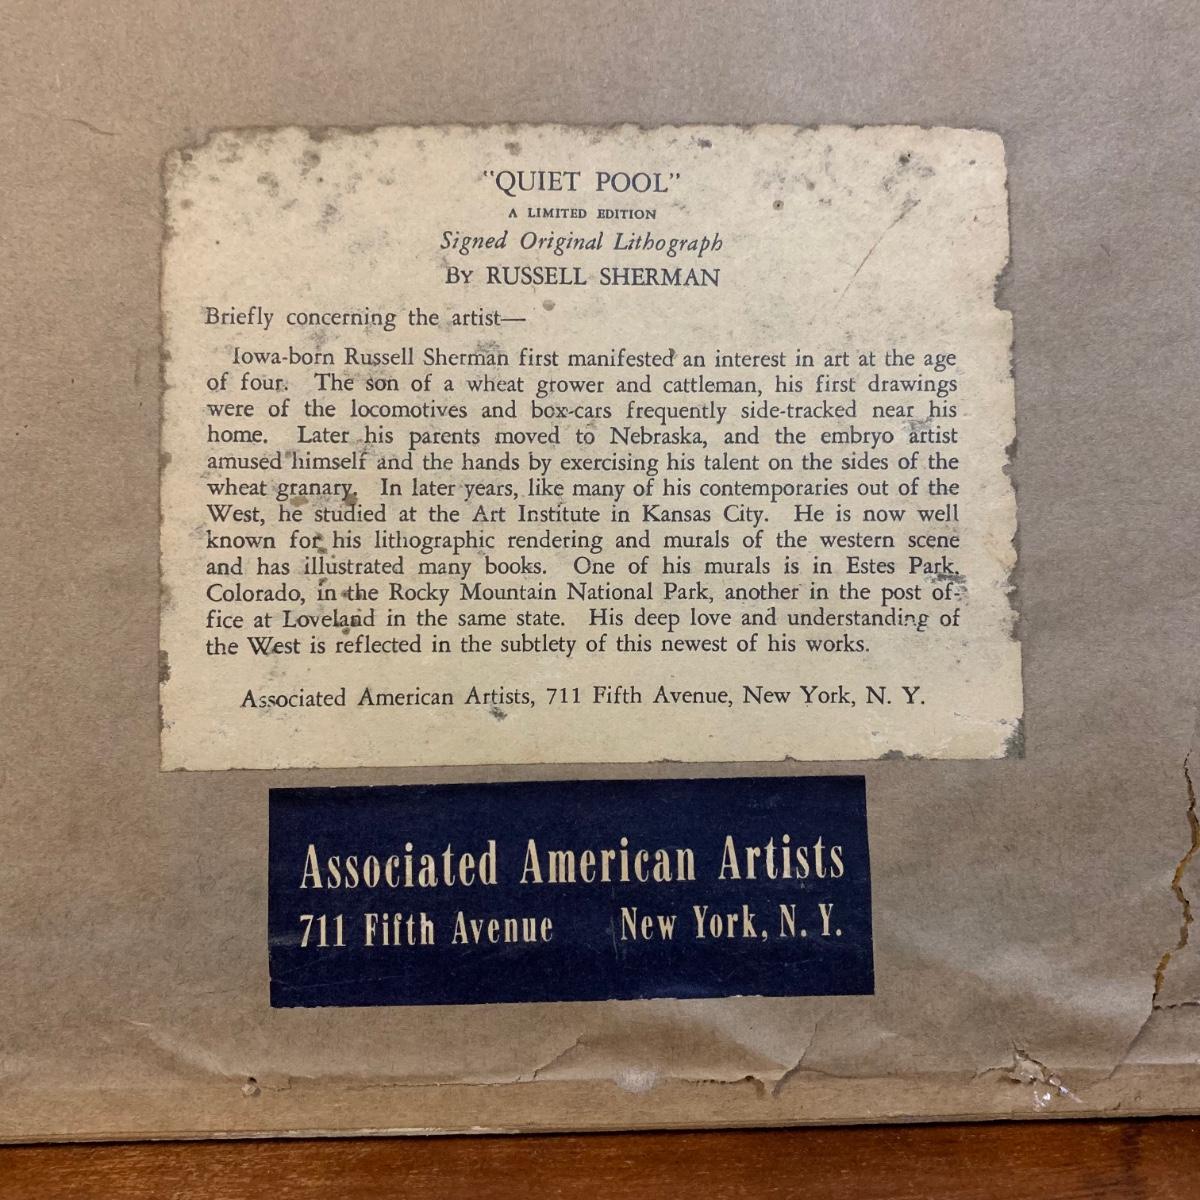 "QUIET POOL"
A LIMITED EDITION
Signed Original Lithograph
BY RUSSELL SHERMAN
Briefly concerning the artist—
Iowa-born Russell Sherman first manifested an interest in art at the age
of four. The son of a wheat grower and cattleman, his first drawings
were of the locomotives and box-cars frequently side-tracked near his
home. Later his parents moved to Nebraska, and the embryo artist
amused himself and the hands by exercising his talent on the sides of the
wheat granary. In later years, like many of his contemporaries out of the
West, he studied at the Art Institute in Kansas City. He is now well
known for his lithographic rendering and murals of the western scene
and has illustrated many books. One of his murals is in Estes Park,
Colorado, in the Rocky Mountain National Park, another in the post of-
fice at Loveland in the same state. His deep love and understanding of
the West is reflected in the subtlety of this newest of his works.
Associated American Artists, 711 Fifth Avenue, New York, N. Y.
Associated American Artists
711 Fifth Avenue New York, N. Y.